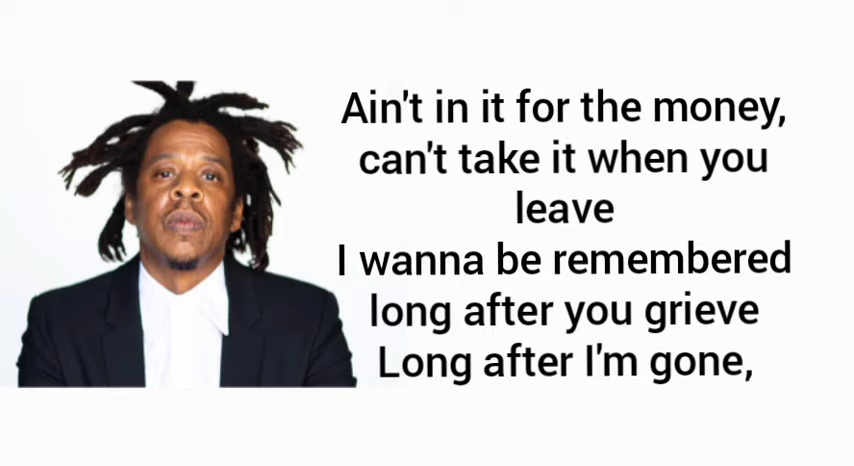 Ain't in it for the money,
can't take it when you
leave
I wanna be remembered
long after you grieve
Long after I'm gone,